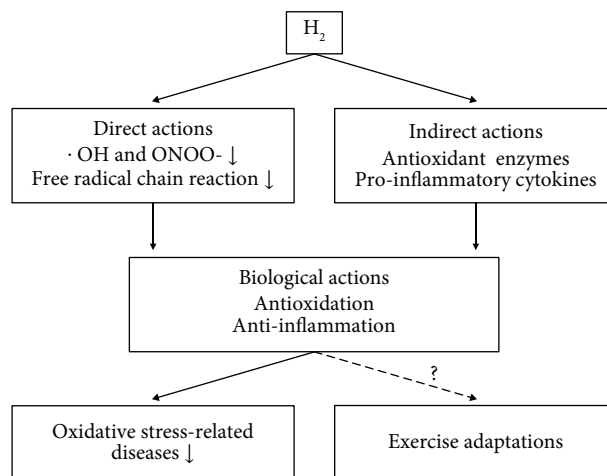 H₂
Direct actions
· OH and ONOO- ↓
Free radical chain reaction ↓
Indirect actions
Antioxidant enzymes
Pro-inflammatory cytokines
Biological actions
Antioxidation
Anti-inflammation
?
Oxidative stress-related
diseases ↓
Exercise adaptations